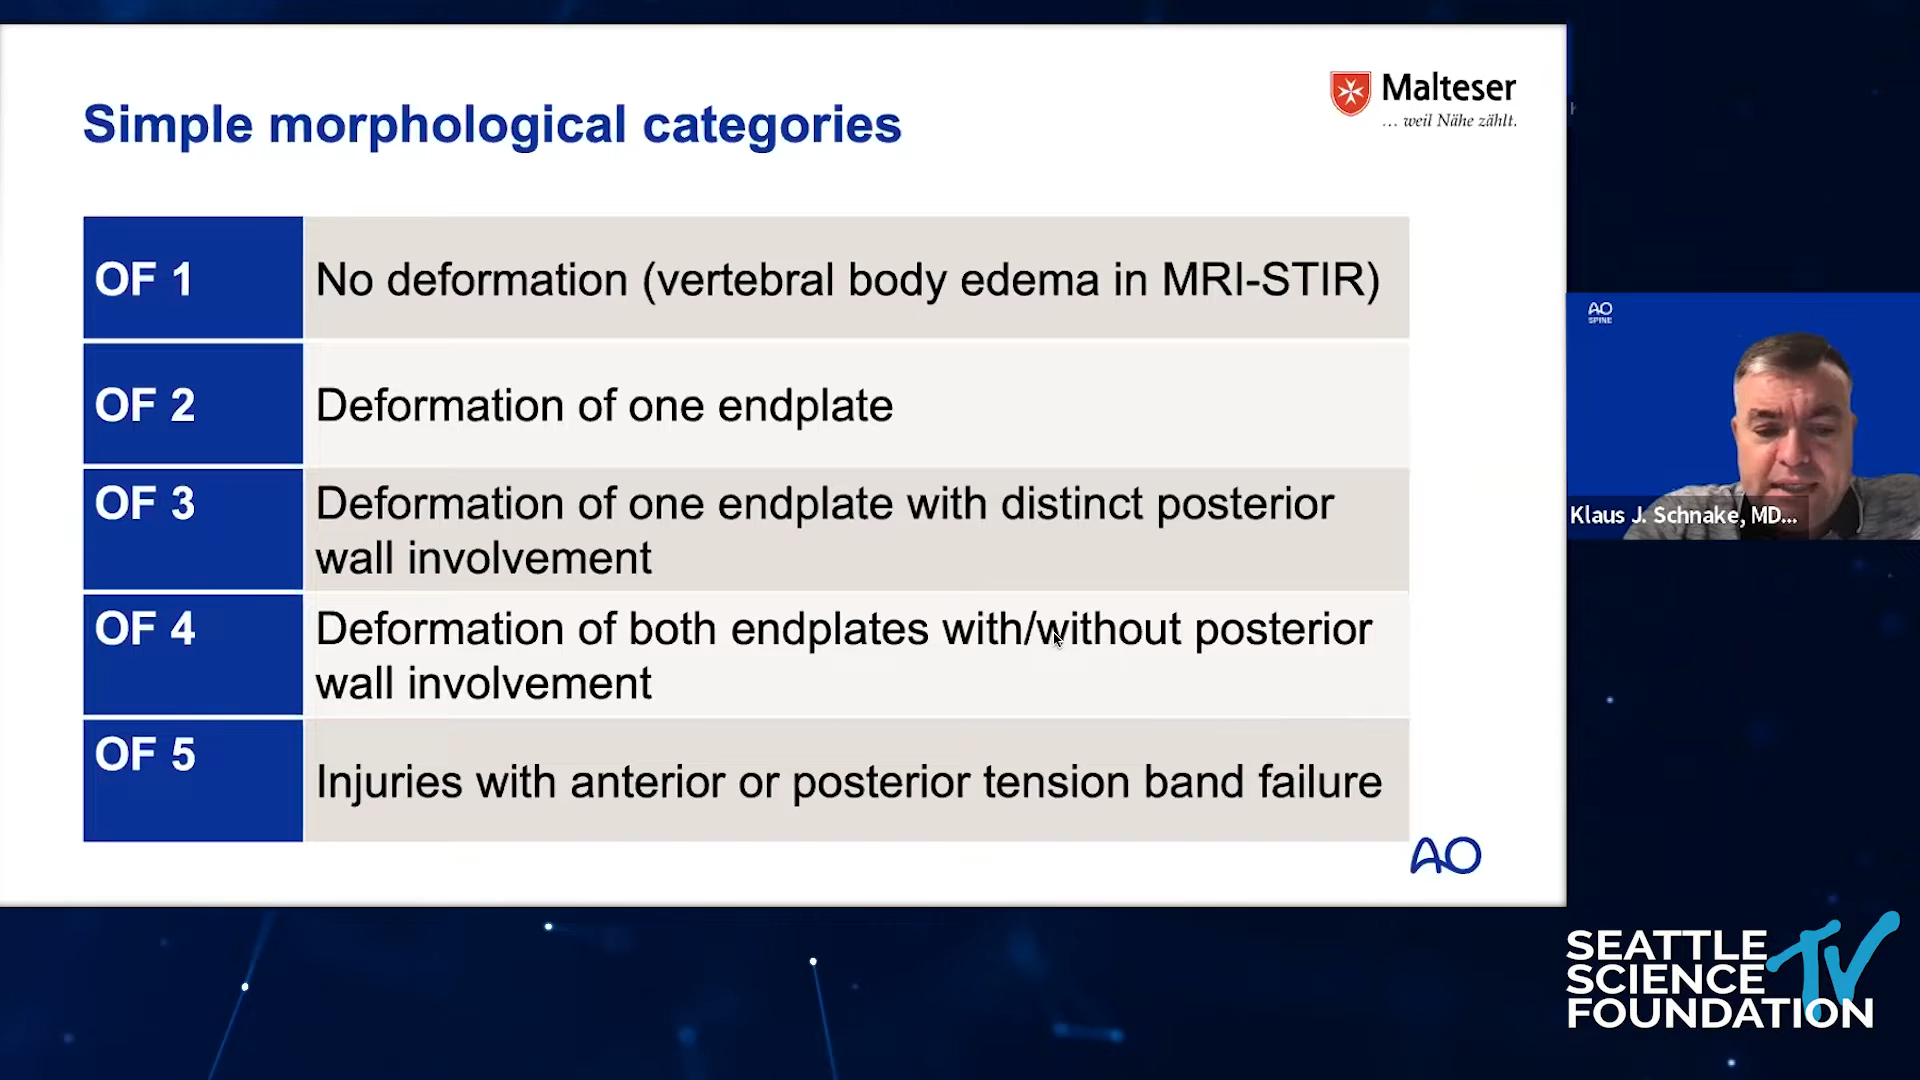 Simple morphological categories
Malteser
... weil Nähe zählt.
OF 1
No deformation (vertebral body edema in MRI-STIR)
OF 2
Deformation of one endplate
OF 3
Deformation of one endplate with distinct posterior
wall involvement
OF 4
Deformation of both endplates with/without posterior
wall involvement
OF 5
Injuries with anterior or posterior tension band failure
AO
AO
SPINE
Klaus J. Schnake, MD...
SEATTLE
SCIENCE
FOUNDATION
TV